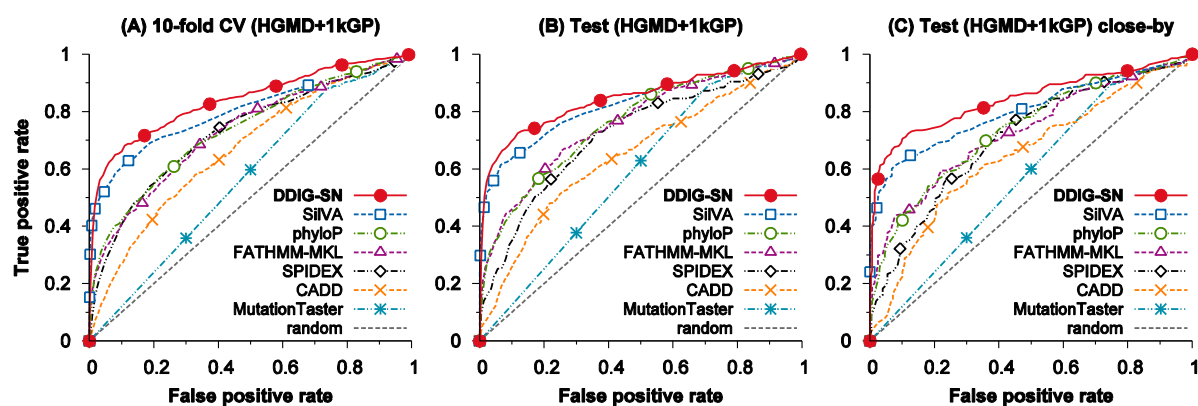 (A) 10-fold CV (HGMD+1kGP)
True positive rate
1
0.8
0.6
0.4
0.2
0
0 0.2 0.4 0.6 0.8 1
False positive rate
DDIG-SN
SilVA
phyloP
FATHMM-MKL
SPIDEX
CADD
MutationTaster
random
(B) Test (HGMD+1kGP)
1
0.8
0.6
0.4
0.2
0
0 0.2 0.4 0.6 0.8 1
False positive rate
DDIG-SN
SilVA
phyloP
FATHMM-MKL
SPIDEX
CADD
MutationTaster
random
(C) Test (HGMD+1kGP) close-by
1
0.8
0.6
0.4
0.2
0
0 0.2 0.4 0.6 0.8 1
False positive rate
DDIG-SN
SilVA
phyloP
FATHMM-MKL
SPIDEX
CADD
MutationTaster
random